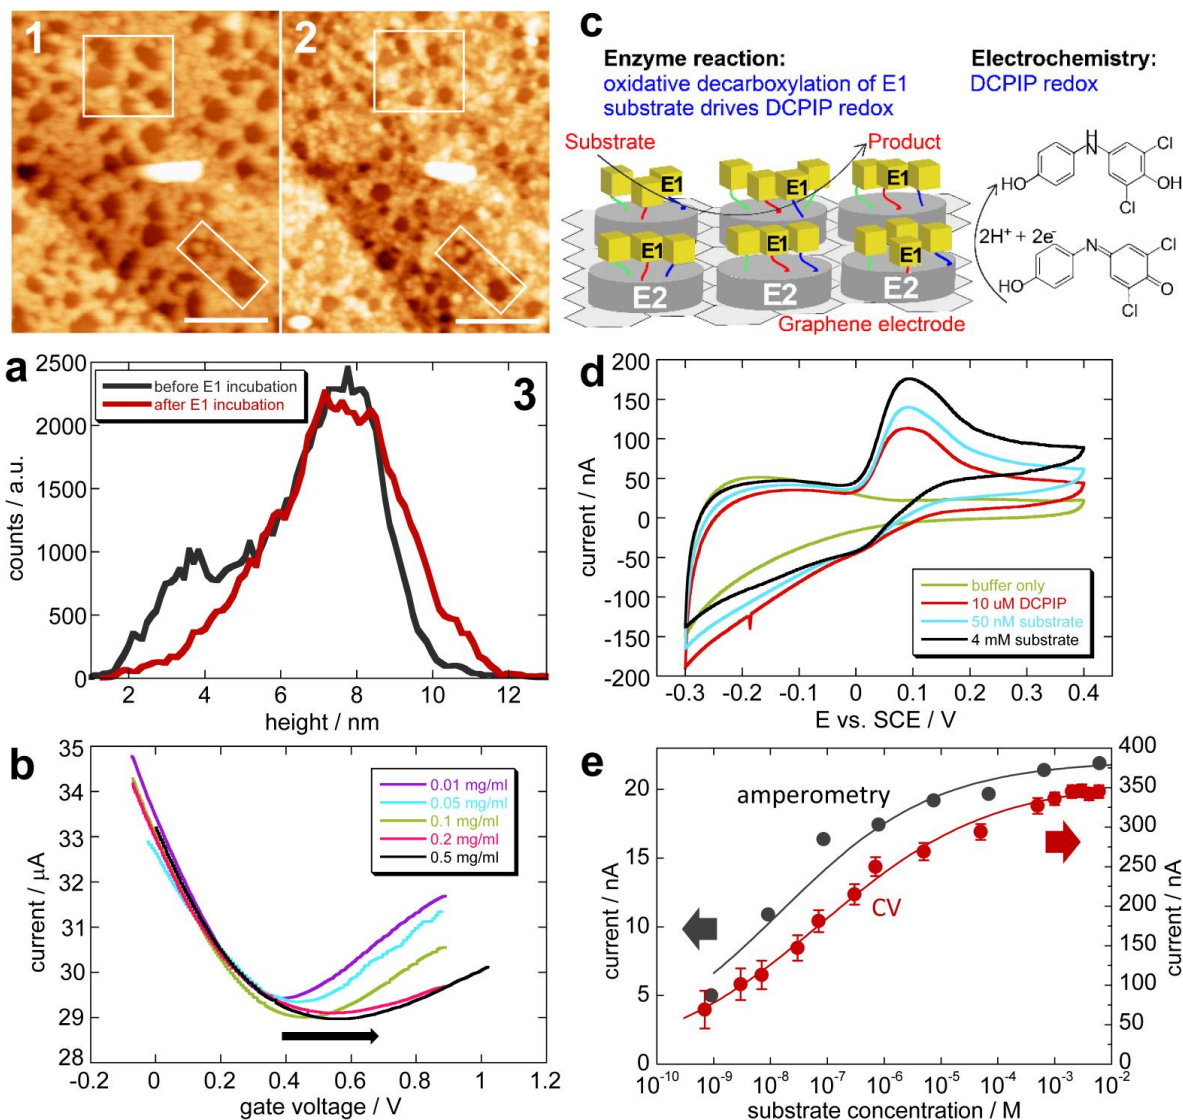 1
2
c
Enzyme reaction:
oxidative decarboxylation of E1
substrate drives DCPIP redox
Electrochemistry:
DCPIP redox
Substrate
Product
E1
E1
E1
E1
E1
E1
E2
E2
E2
Graphene electrode
H
N
Cl
HO
OH
Cl
2H⁺ + 2e⁻
N
Cl
HO
O
Cl
a
3
before E1 incubation
after E1 incubation
2500
2000
1500
1000
500
0
counts / a.u.
2 4 6 8 10 12
height / nm
b
0.01 mg/ml
0.05 mg/ml
0.1 mg/ml
0.2 mg/ml
0.5 mg/ml
35
34
33
32
31
30
29
28
current / µA
-0.2 0 0.2 0.4 0.6 0.8 1 1.2
gate voltage / V
d
200
150
100
50
0
-50
-100
-150
-200
current / nA
buffer only
10 uM DCPIP
50 nM substrate
4 mM substrate
-0.3 -0.2 -0.1 0 0.1 0.2 0.3 0.4
E vs. SCE / V
e
20
15
10
5
0
current / nA
amperometry
CV
400
350
300
250
200
150
100
50
0
current / nA
10⁻¹⁰ 10⁻⁹ 10⁻⁸ 10⁻⁷ 10⁻⁶ 10⁻⁵ 10⁻⁴ 10⁻³ 10⁻²
substrate concentration / M